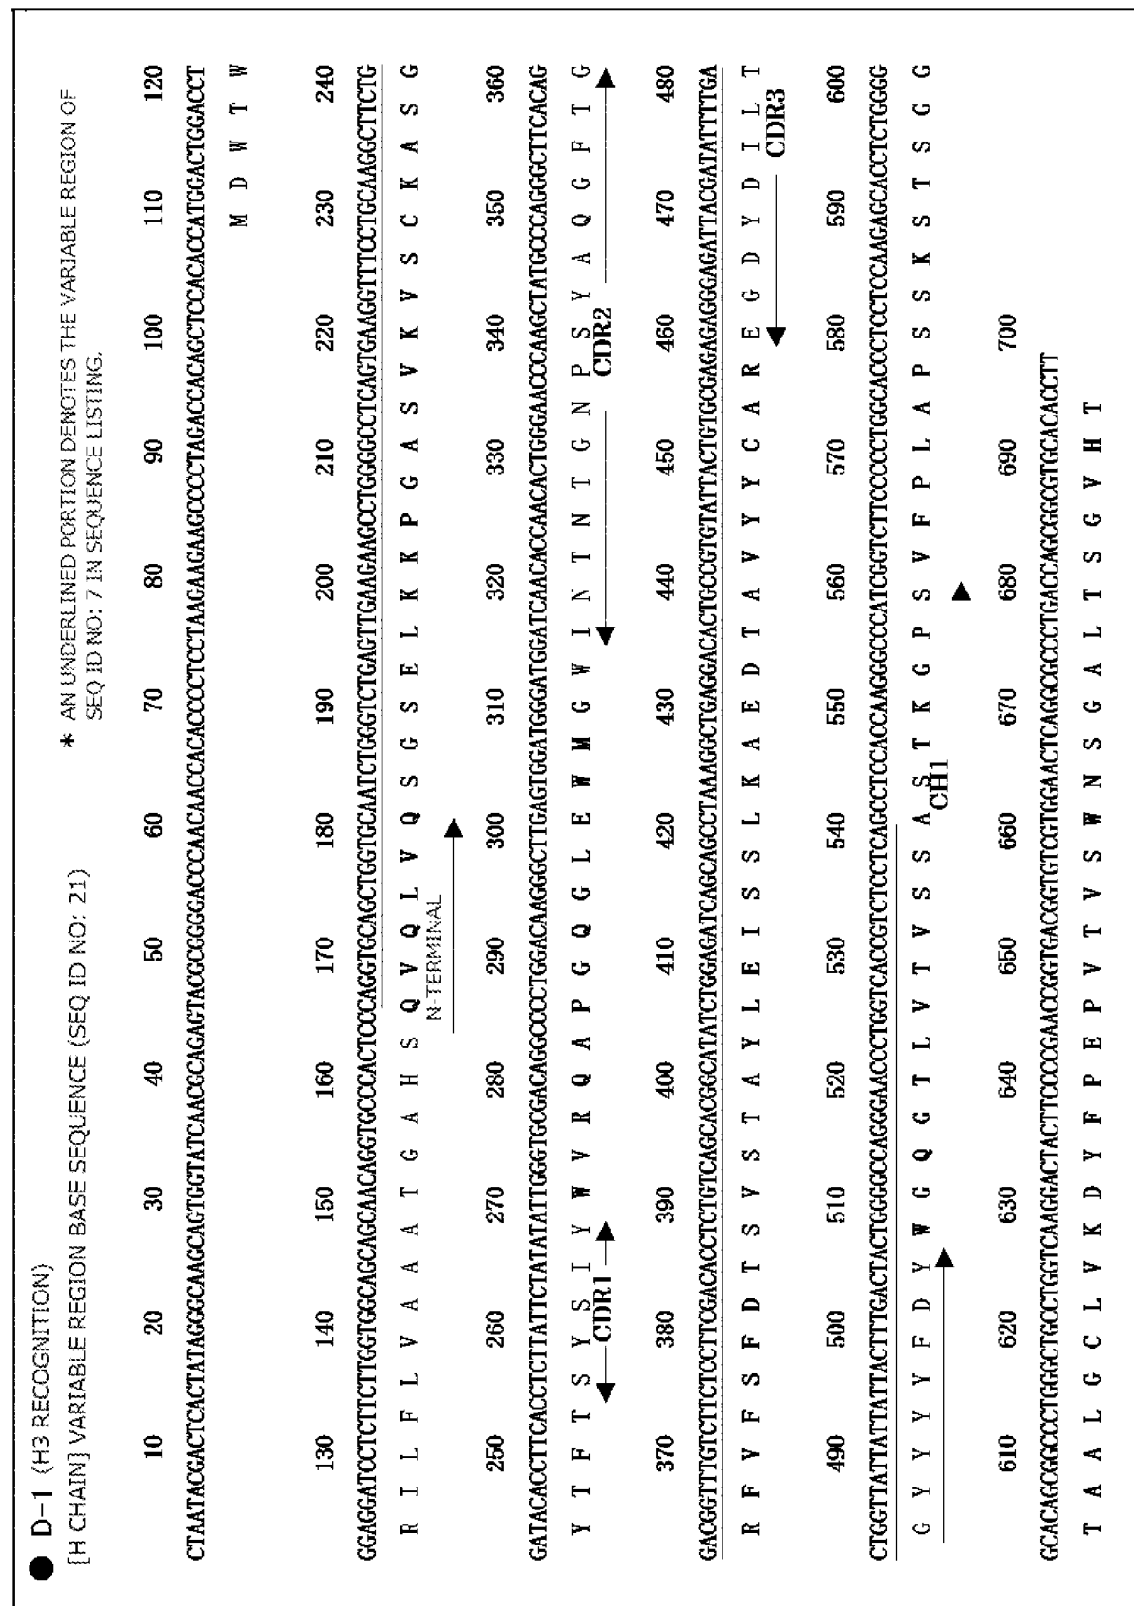 ● D-1 (H3 RECOGNITION)
[H CHAIN] VARIABLE REGION BASE SEQUENCE (SEQ ID NO: 21)
* AN UNDERLINED PORTION DENOTES THE VARIABLE REGION OF
SEQ ID NO: 7 IN SEQUENCE LISTING.
10 20 30 40 50 60 70 80 90 100 110 120
CTAATACGACTCACTATAGGGCAAGCAGTGGTATCAACGCAGAGTACGCGGGGACCCAACAACCACACCCCTCCTAAGAAGAAGCCCCTAGACCACAGCTCCACACCATGGACTGGACCT
M D W T W
130 140 150 160 170 180 190 200 210 220 230 240
GGAGGATCCTCTTCTTGGTGGCAGCAGCAACAGGTGCCCACTCCCAGGTGCAGCTGGTGCAATCTGGGTCTGAGTTGAAGAAGCCTGGGGCCTCAGTGAAGGTTTCCTGCAAGGCTTCTG
R I L F L V A A A T G A H S Q V Q L V Q S G S E L K K P G A S V K V S C K A S G
N-TERMINAL
250 260 270 280 290 300 310 320 330 340 350 360
GATACACCTTCACCTCTTATTCTATATATTGGGTGCGACAGGCCCCTGGACAAGGGCTTGAGTGGATGGGATGGATCAACACCAACACTGGGAACCCAAGCTATGCCCAGGGCTTCACAG
Y T F T S Y S I Y W V R Q A P G Q G L E W M G W I N T N T G N P S Y A Q G F T G
CDR1 CDR2
370 380 390 400 410 420 430 440 450 460 470 480
GACGGTTTGTCTTCTCCTTCGACACCTCTGTCAGCACGGCATATCTGGAGATCAGCAGCCTAAAGGCTGAGGACACTGCCGTGTATTACTGTGCGAGAGAGGGAGATTACGATATTTTGA
R F V F S F D T S V S T A Y L E I S S L K A E D T A V Y Y C A R E G D Y D I L T
CDR3
490 500 510 520 530 540 550 560 570 580 590 600
CTGGTTATTATTATTACTTTGACTACTGGGGCCAGGGAACCCTGGTCACCGTCTCCTCAGCCTCCACCAAGGGCCCATCGGTCTTCCCCCTGGCACCCTCCTCCAAGAGCACCTCTGGGG
G Y Y Y Y F D Y W G Q G T L V T V S S A S T K G P S V F P L A P S S K S T S G G
CH1
610 620 630 640 650 660 670 680 690 700
GCACAGCGGCCCTGGGCTGCCTGGTCAAGGACTACTTCCCCGAACCGGTGACGGTGTCGTGGAACTCAGGCGCCCTGACCAGCGGCGTGCACACCTT
T A A L G C L V K D Y F P E P V T V S W N S G A L T S G V H T